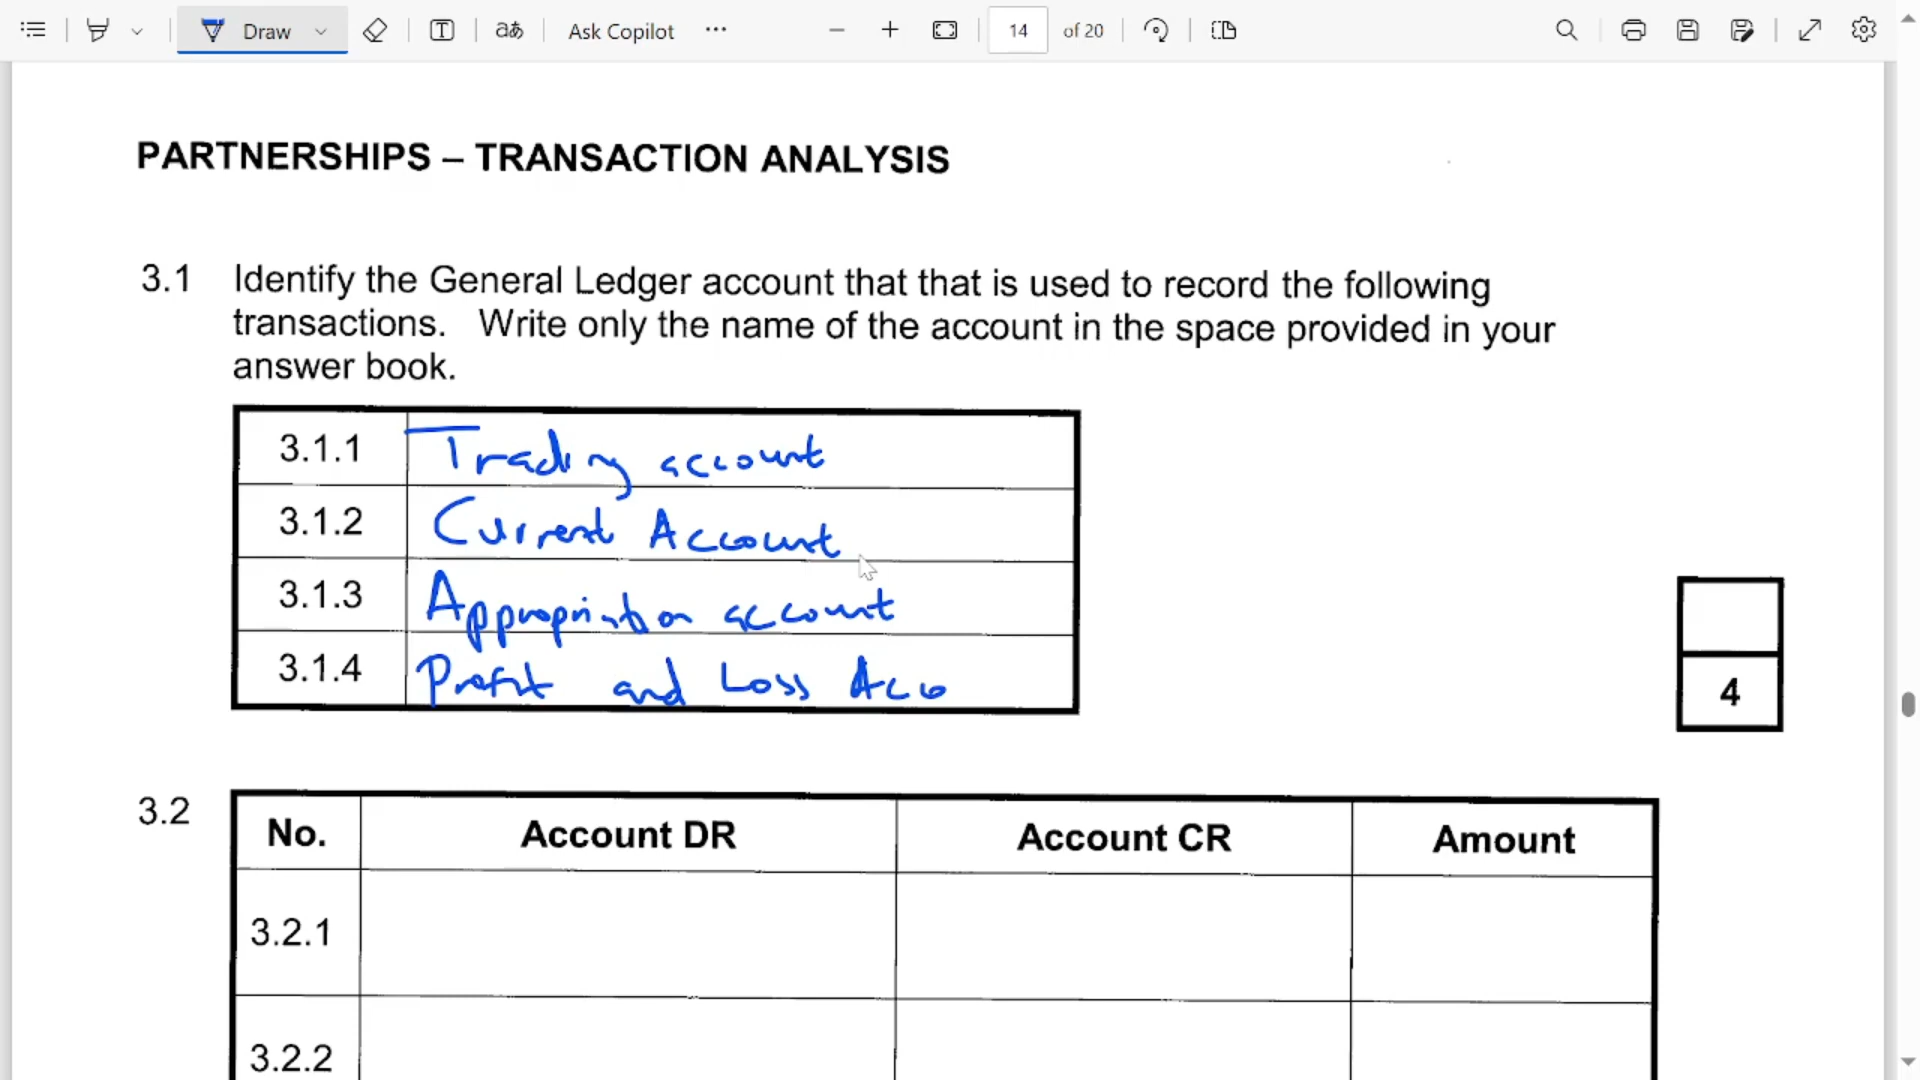 Draw
Ask Copilot
14 of 20
PARTNERSHIPS – TRANSACTION ANALYSIS
3.1 Identify the General Ledger account that that is used to record the following
transactions. Write only the name of the account in the space provided in your
answer book.
3.1.1 Trading account
3.1.2 Current Account
3.1.3 Appropriation account
3.1.4 Profit and Loss Acco
4
3.2
No. Account DR Account CR Amount
3.2.1
3.2.2